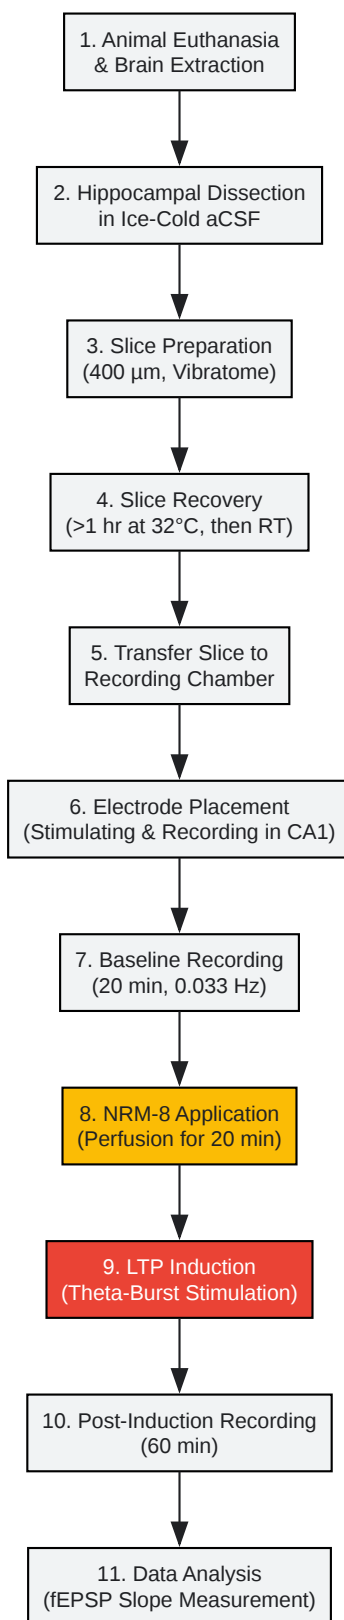 1. Animal Euthanasia
& Brain Extraction
2. Hippocampal Dissection
in Ice-Cold aCSF
3. Slice Preparation
(400 µm, Vibratome)
4. Slice Recovery
(>1 hr at 32°C, then RT)
5. Transfer Slice to
Recording Chamber
6. Electrode Placement
(Stimulating & Recording in CA1)
7. Baseline Recording
(20 min, 0.033 Hz)
8. NRM-8 Application
(Perfusion for 20 min)
9. LTP Induction
(Theta-Burst Stimulation)
10. Post-Induction Recording
(60 min)
11. Data Analysis
(fEPSP Slope Measurement)